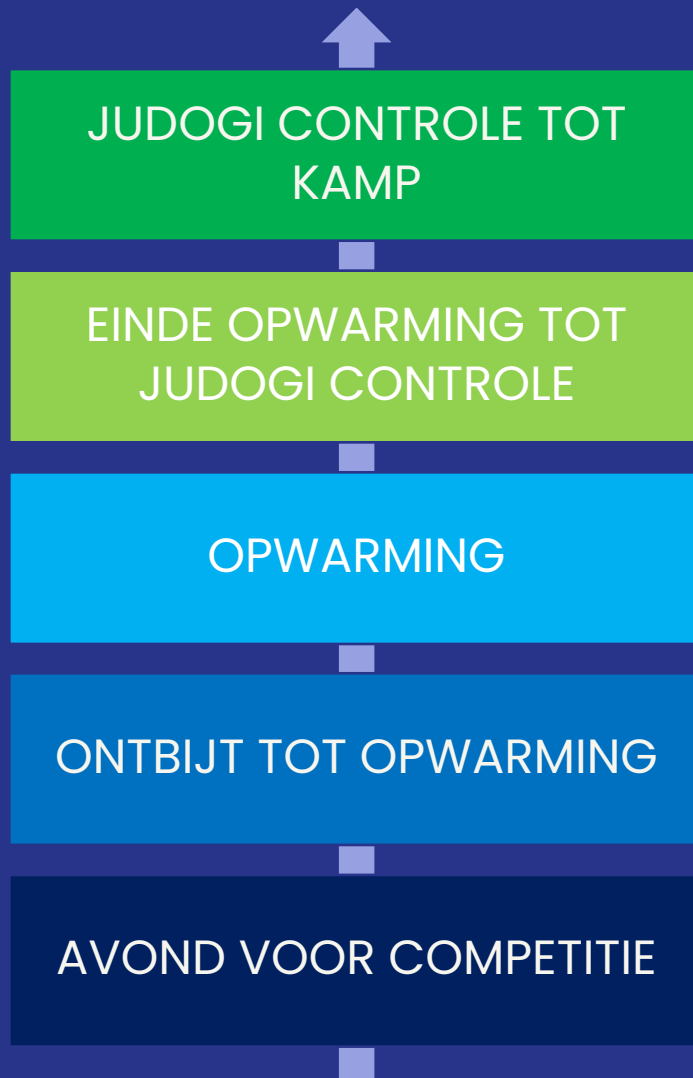 JUDOGI CONTROLE TOT
KAMP
EINDE OPWARMING TOT
JUDOGI CONTROLE
OPWARMING
ONTBIJT TOT OPWARMING
AVOND VOOR COMPETITIE